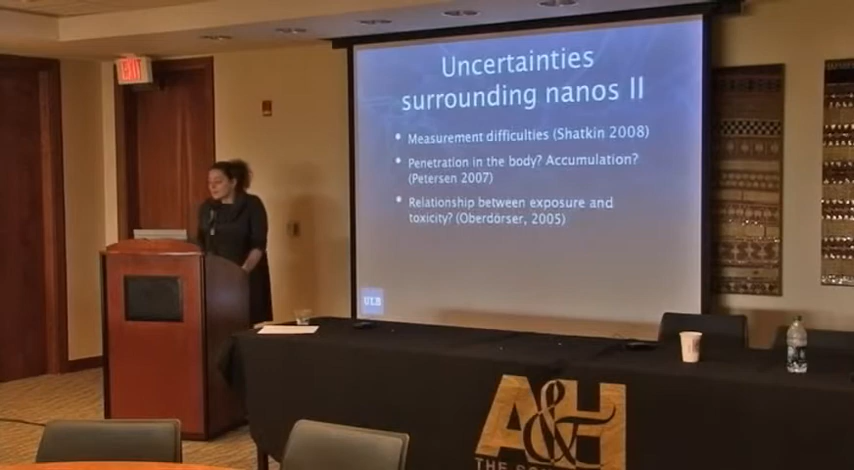 EXIT
Uncertainties
surrounding nanos II
• Measurement difficulties (Shatkin 2008)
• Penetration in the body? Accumulation?
(Petersen 2007)
• Relationship between exposure and
toxicity? (Oberdörser, 2005)
ULB
A&H
THE